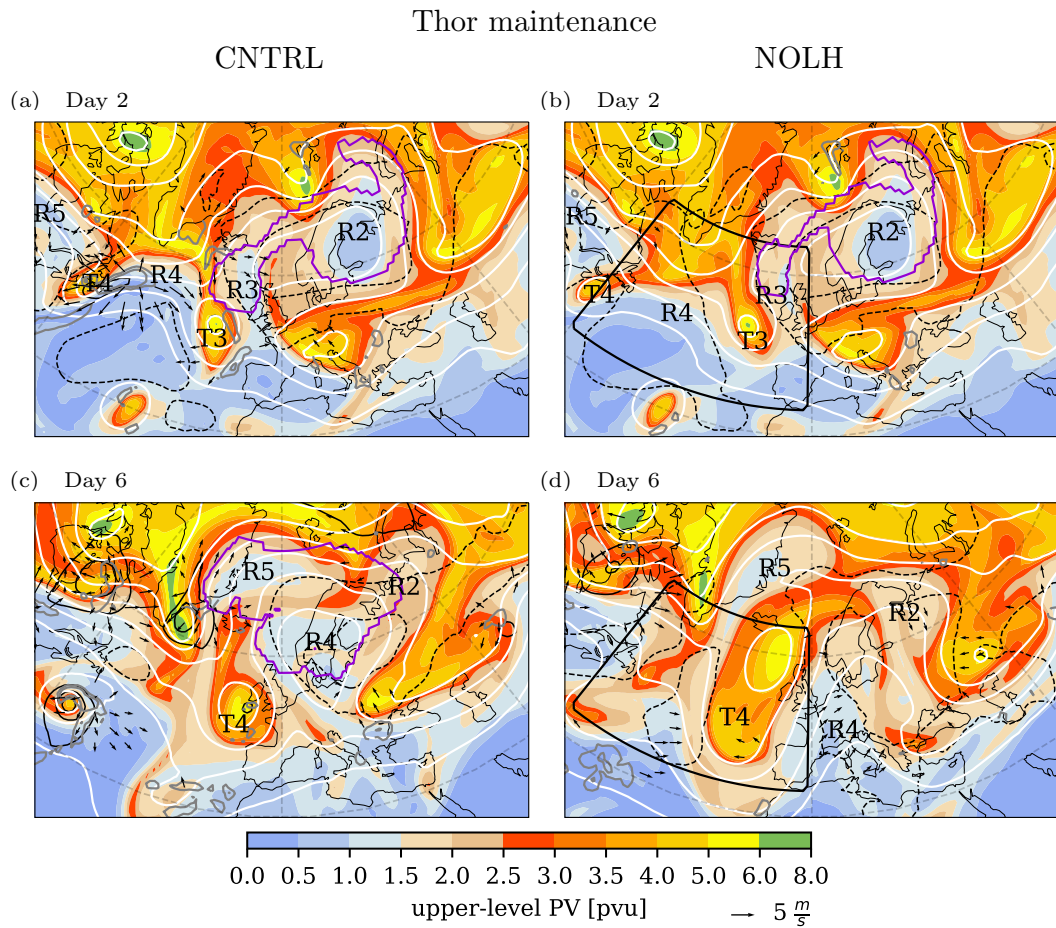 Thor maintenance
CNTRL NOLH
(a) Day 2 (b) Day 2
R5 T4 R4 R3 T3 R2
R5 T4 R4 R3 T3 R2
(c) Day 6 (d) Day 6
R5 R2 R4 T4
R5 R2 T4 R4
0.0 0.5 1.0 1.5 2.0 2.5 3.0 3.5 4.0 5.0 6.0 8.0
upper-level PV [pvu] 5 m/s